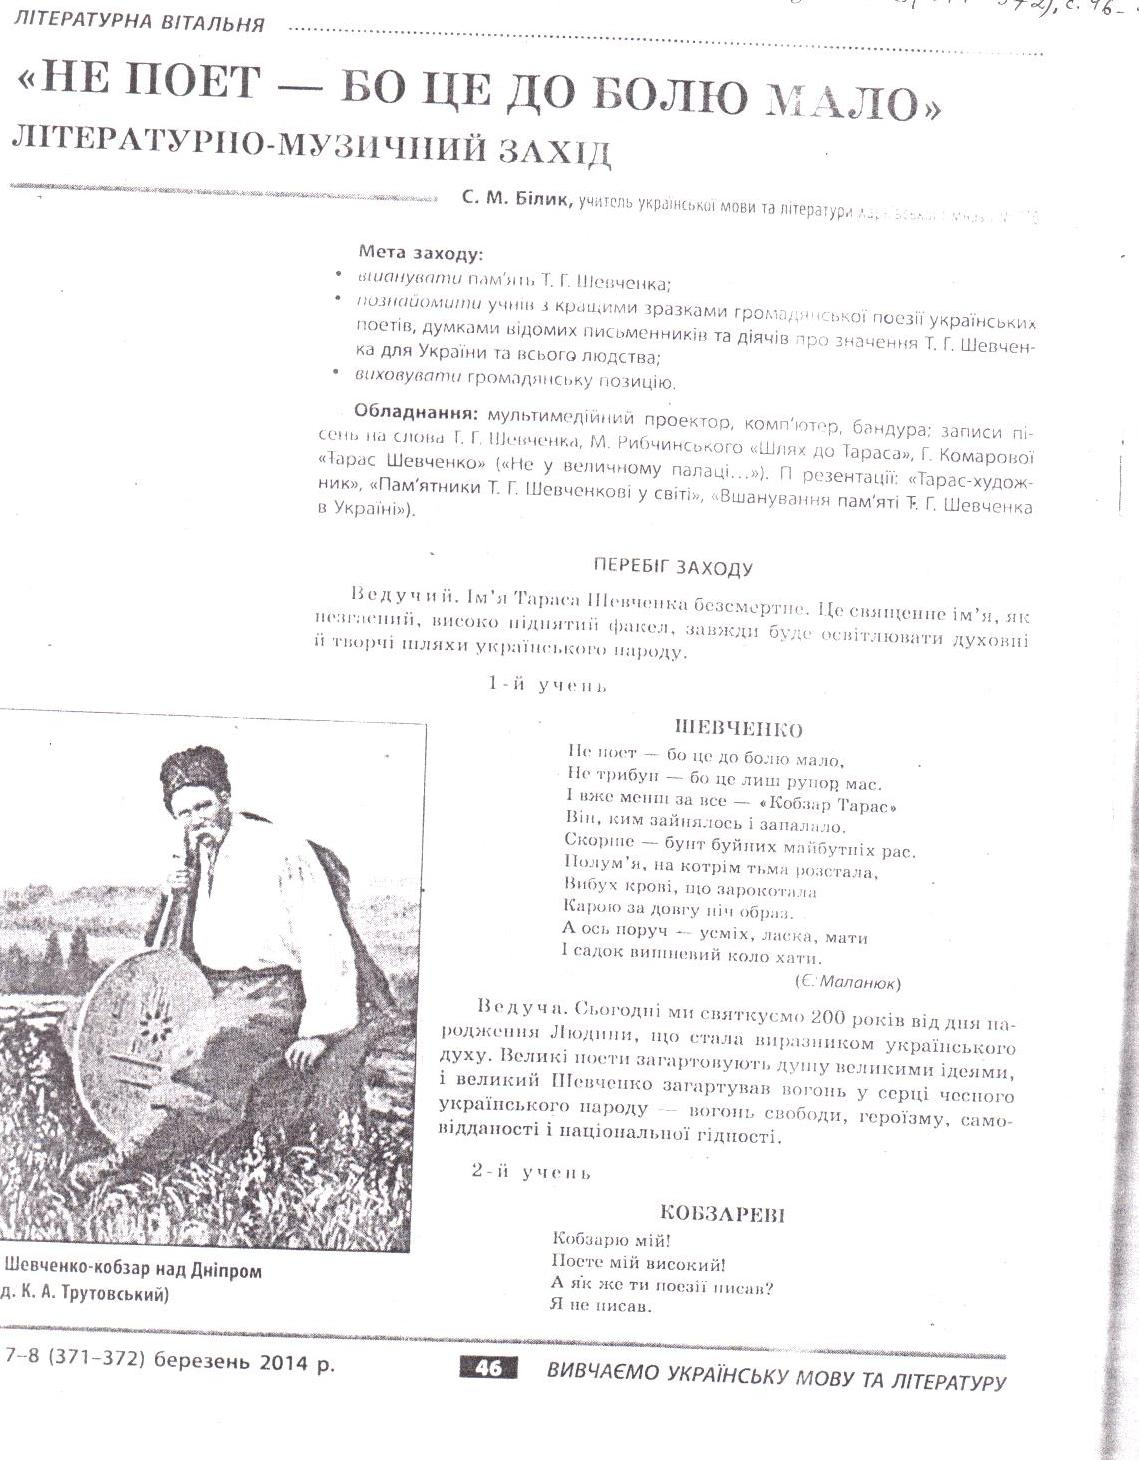 ), с. 46-
ЛІТЕРАТУРНА ВІТАЛЬНЯ
«НЕ ПОЕТ — БО ЦЕ ДО БОЛЮ МАЛО»
ЛІТЕРАТУРНО-МУЗИЧНИЙ ЗАХІД
С. М. Білик, учитель української мови та літератури
Мета заходу:
• вшанувати пам'ять Т. Г. Шевченка;
• познайомити учнів з кращими зразками громадянської поезії українських
поетів, думками відомих письменників та діячів про значення Т. Г. Шевчен-
ка для України та всього людства;
• виховувати громадянську позицію.
Обладнання: мультимедійний проектор, комп'ютер, бандура; записи пі-
сень на слова Т. Г. Шевченка, М. Рибчинського «Шлях до Тараса», Г. Комарової
«Тарас Шевченко» («Не у величному палаці...»). П резентації: «Тарас-худож-
ник», «Пам'ятники Т. Г. Шевченкові у світі», «Вшанування пам'яті Т. Г. Шевченка
в Україні»).
ПЕРЕБІГ ЗАХОДУ
Ведучий. Ім'я Тараса Шевченка безсмертне. Це священне ім'я, як
незгасний, високо піднятий факел, завжди буде освітлювати духовні
й творчі шляхи українського народу.
1-й учень
ШЕВЧЕНКО
Не поет — бо це до болю мало,
Не трибун — бо це лиш рупор мас.
І вже менш за все — «Кобзар Тарас»
Він, ким зайнялось і запалало.
Скорше — бунт буйних майбутніх рас.
Полум'я, на котрім тьма розстала,
Вибух крові, що зарокотала
Карою за довгу ніч образ.
А ось поруч — усміх, ласка, мати
І садок вишневий коло хати.
(Є. Маланюк)
Ведуча. Сьогодні ми святкуємо 200 років від дня на-
родження Людини, що стала виразником українського
духу. Великі поети загартовують душу великими ідеями,
і великий Шевченко загартував вогонь у серці чесного
українського народу — вогонь свободи, героїзму, само-
відданості і національної гідності.
2-й учень
КОБЗАРЕВІ
Кобзарю мій!
Поете мій високий!
А як же ти поезії писав?
Я не писав.
Шевченко-кобзар над Дніпром
д. К. А. Трутовський)
7–8 (371–372) березень 2014 р.
46
ВИВЧАЄМО УКРАЇНСЬКУ МОВУ ТА ЛІТЕРАТУРУ